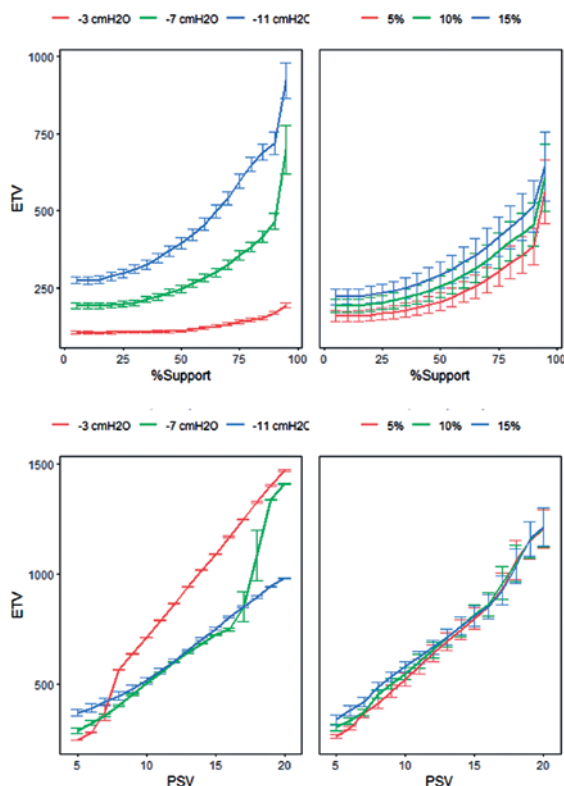 -3 cmH2O -7 cmH2O -11 cmH2C 5% 10% 15%
1000
750
500
250
ETV
0 25 50 75 100 0 25 50 75 100
%Support %Support
-3 cmH2O -7 cmH2O -11 cmH2C 5% 10% 15%
1500
1000
500
ETV
5 10 15 20 5 10 15 20
PSV PSV